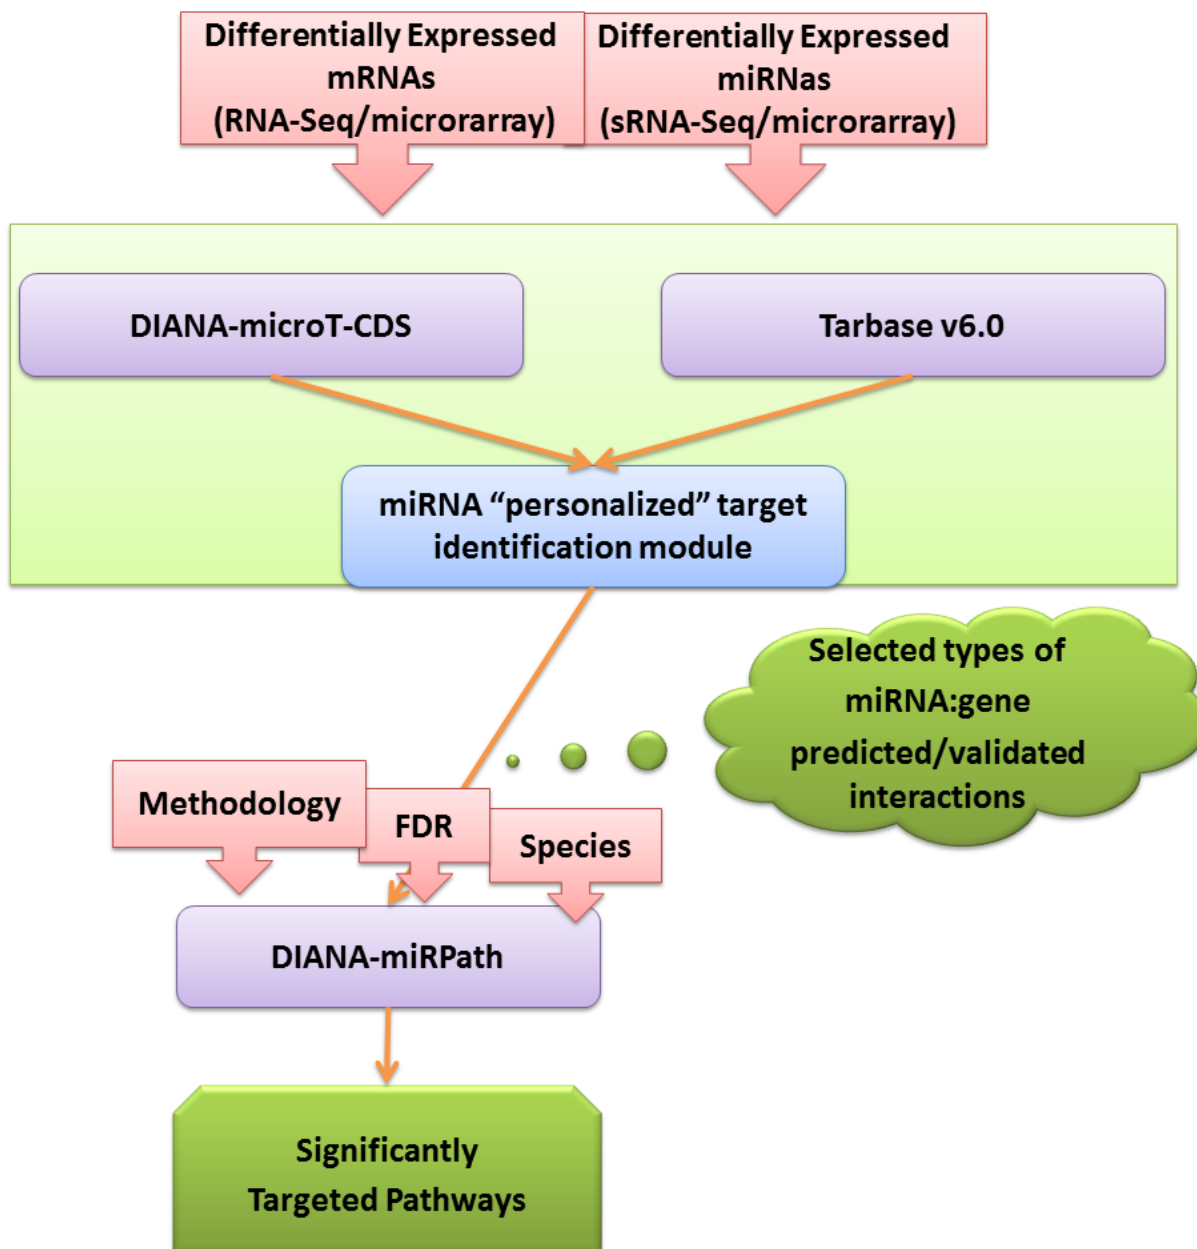 Differentially Expressed
mRNAs
(RNA-Seq/microrarray)
Differentially Expressed
miRNas
(sRNA-Seq/microrarray)
DIANA-microT-CDS
Tarbase v6.0
miRNA “personalized” target
identification module
Selected types of
miRNA:gene
predicted/validated
interactions
Methodology
FDR
Species
DIANA-miRPath
Significantly
Targeted Pathways